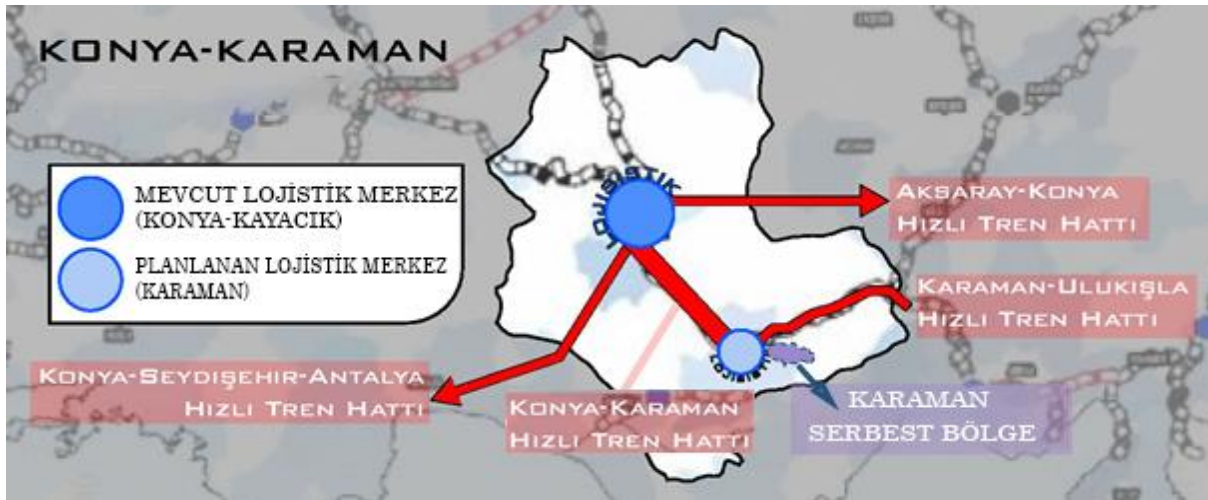 KONYA-KARAMAN
MEVCUT LOJİSTİK MERKEZ
(KONYA-KAYACIK)
PLANLANAN LOJİSTİK MERKEZ
(KARAMAN)
LOJİSİSTİK
AKSARAY-KONYA
HIZLI TREN HATTI
KARAMAN-ULUKIŞLA
HIZLI TREN HATTI
KONYA-SEYDİŞEHİR-ANTALYA
HIZLI TREN HATTI
KONYA-KARAMAN
HIZLI TREN HATTI
KARAMAN
SERBEST BÖLGE